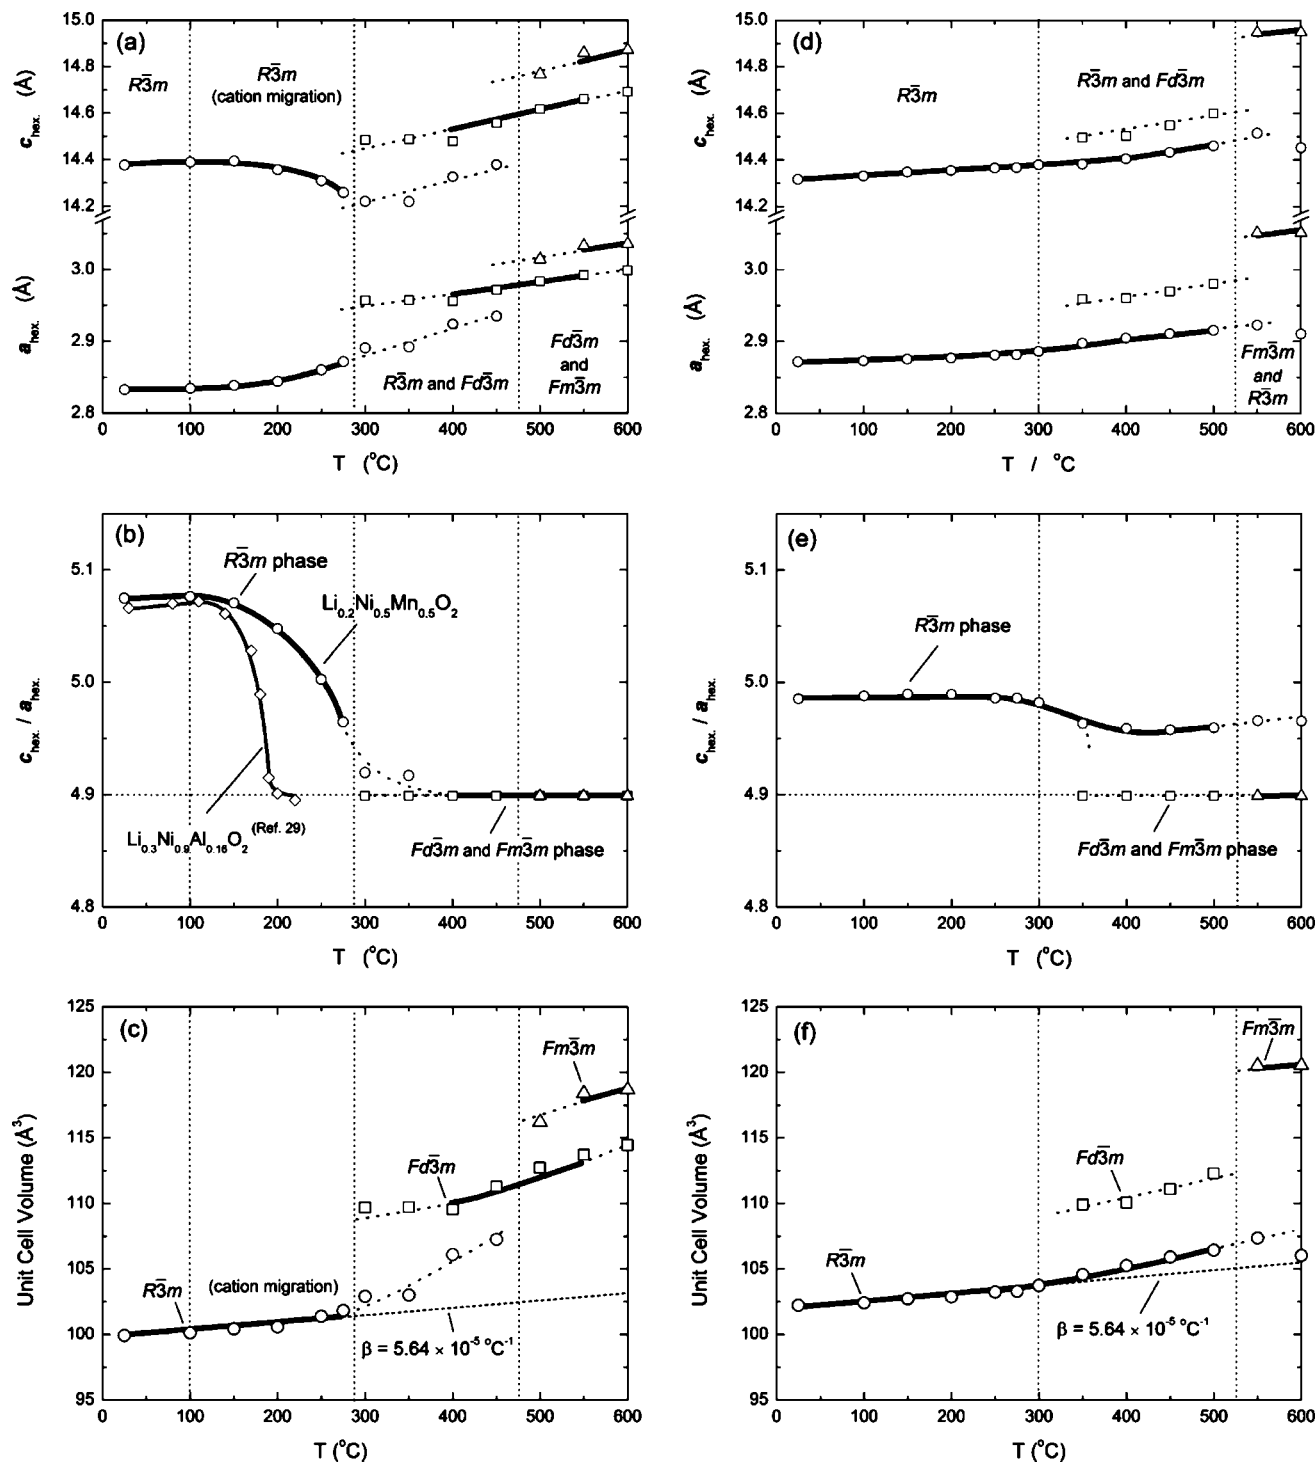 (a)
15.0
14.8
14.6
14.4
14.2
3.0
2.9
2.8
c hex. (Å)
a hex. (Å)
R3̅m
R3̅m
(cation migration)
R3̅m and Fd3̅m
Fd3̅m
and
Fm3̅m
0 100 200 300 400 500 600
T (°C)
(d)
15.0
14.8
14.6
14.4
14.2
3.0
2.9
2.8
c hex. (Å)
a hex. (Å)
R3̅m
R3̅m and Fd3̅m
Fm3̅m
and
R3̅m
0 100 200 300 400 500 600
T / °C
(b)
5.1
5.0
4.9
4.8
c hex. / a hex.
R3̅m phase
Li0.2Ni0.5Mn0.5O2
Li0.3Ni0.9Al0.16O2 (Ref. 29)
Fd3̅m and Fm3̅m phase
0 100 200 300 400 500 600
T (°C)
(e)
5.1
5.0
4.9
4.8
c hex. / a hex.
R3̅m phase
Fd3̅m and Fm3̅m phase
0 100 200 300 400 500 600
T (°C)
(c)
125
120
115
110
105
100
95
Unit Cell Volume (Å³)
Fm3̅m
Fd3̅m
R3̅m
(cation migration)
β = 5.64 × 10⁻⁵ °C⁻¹
0 100 200 300 400 500 600
T (°C)
(f)
125
120
115
110
105
100
95
Unit Cell Volume (Å³)
Fm3̅m
Fd3̅m
R3̅m
β = 5.64 × 10⁻⁵ °C⁻¹
0 100 200 300 400 500 600
T (°C)